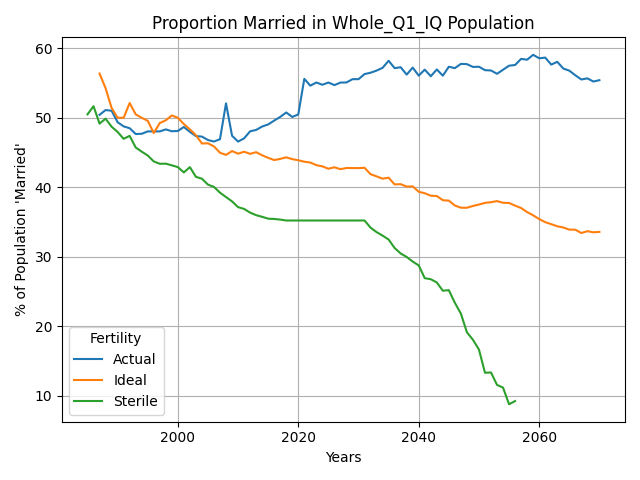 Proportion Married in Whole_Q1_IQ Population
% of Population 'Married'
60
50
40
30
20
10
Fertility
Actual
Ideal
Sterile
2000
2020
2040
2060
Years